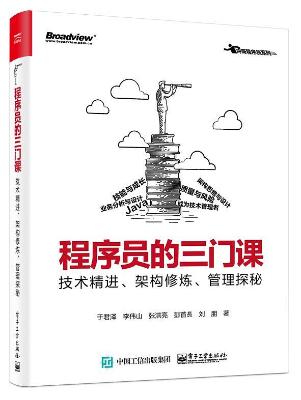 Broadview®
程序员的三门课
技术精进、架构修炼、管理探秘
技能与成长
业务分析与设计
Java
架构思维与设计
质量与风险
成为技术管理者
程序员的三门课
技术精进、架构修炼、管理探秘
于君泽 李伟山 张洪亮 彭首長 刘朋 著
中国工信出版集团
电子工业出版社